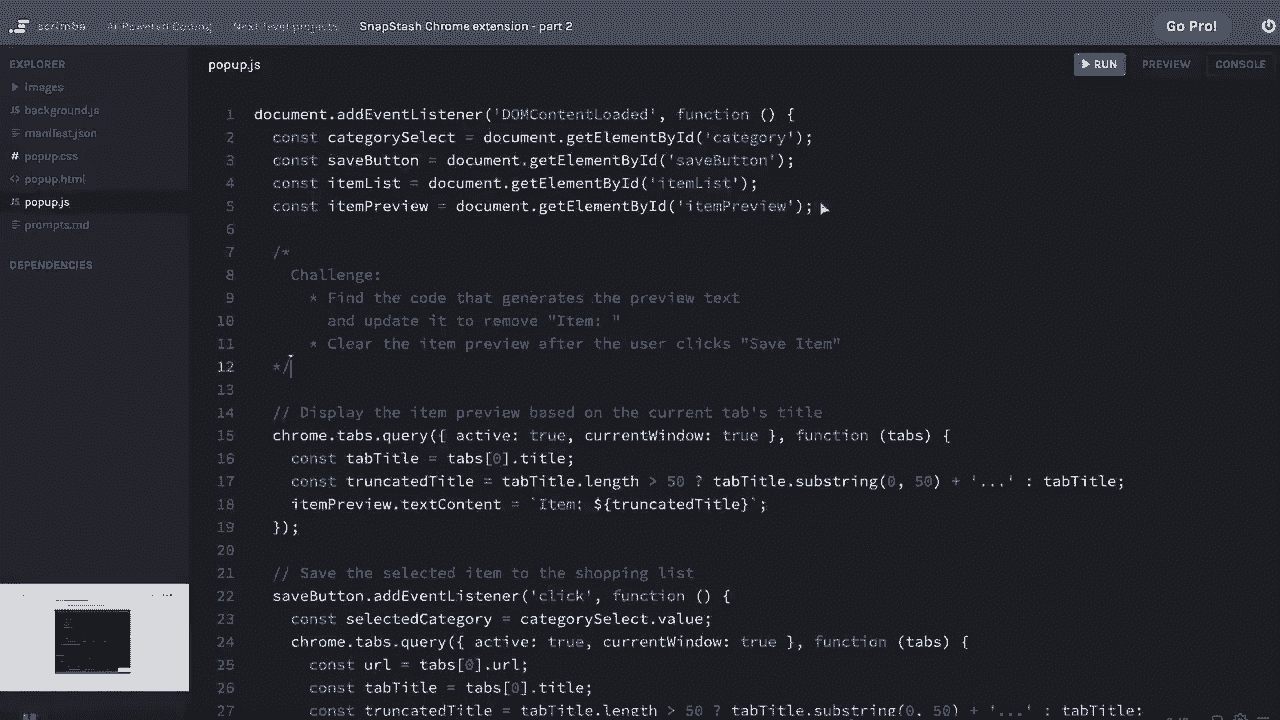 scrimba AI-Powered Coding Next-level projects SnapStash Chrome extension - part 2 Go Pro!
EXPLORER
images
JS background.js
manifest.json
# popup.css
<> popup.html
JS popup.js
prompts.md
DEPENDENCIES
popup.js RUN PREVIEW CONSOLE
1 document.addEventListener('DOMContentLoaded', function () {
2 const categorySelect = document.getElementById('category');
3 const saveButton = document.getElementById('saveButton');
4 const itemList = document.getElementById('itemList');
5 const itemPreview = document.getElementById('itemPreview');
6
7 /*
8 Challenge:
9 * Find the code that generates the preview text
10 and update it to remove "Item: "
11 * Clear the item preview after the user clicks "Save Item"
12 */
13
14 // Display the item preview based on the current tab's title
15 chrome.tabs.query({ active: true, currentWindow: true }, function (tabs) {
16 const tabTitle = tabs[0].title;
17 const truncatedTitle = tabTitle.length > 50 ? tabTitle.substring(0, 50) + '...' : tabTitle;
18 itemPreview.textContent = `Item: ${truncatedTitle}`;
19 });
20
21 // Save the selected item to the shopping list
22 saveButton.addEventListener('click', function () {
23 const selectedCategory = categorySelect.value;
24 chrome.tabs.query({ active: true, currentWindow: true }, function (tabs) {
25 const url = tabs[0].url;
26 const tabTitle = tabs[0].title;
27 const truncatedTitle = tabTitle.length > 50 ? tabTitle.substring(0, 50) + '...' : tabTitle;